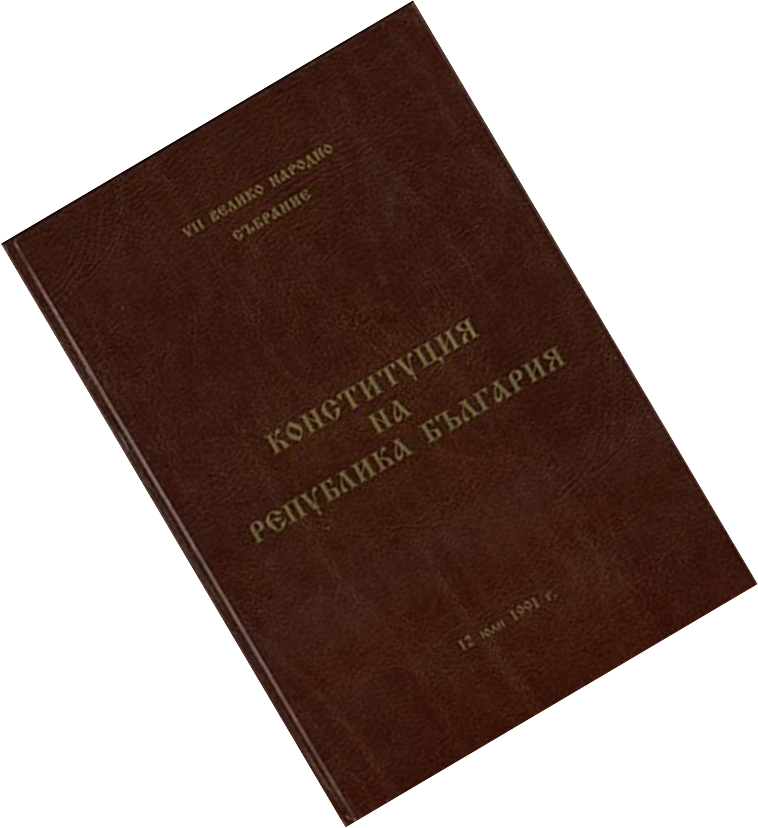 VII ВЕЛИКО НАРОДНО
СЪБРАНИЕ
КОНСТИТУЦИЯ
НА
РЕПУБЛИКА БЪЛГАРИЯ
12 юли 1991 г.